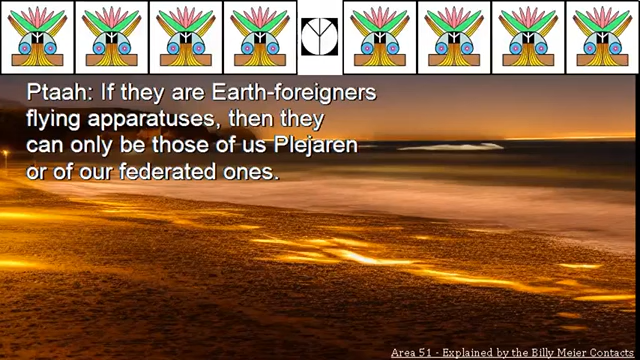 Ptaah: If they are Earth-foreigners
flying apparatuses, then they
can only be those of us Plejaren
or of our federated ones.
Area 51 - Explained by the Billy Meier Contacts